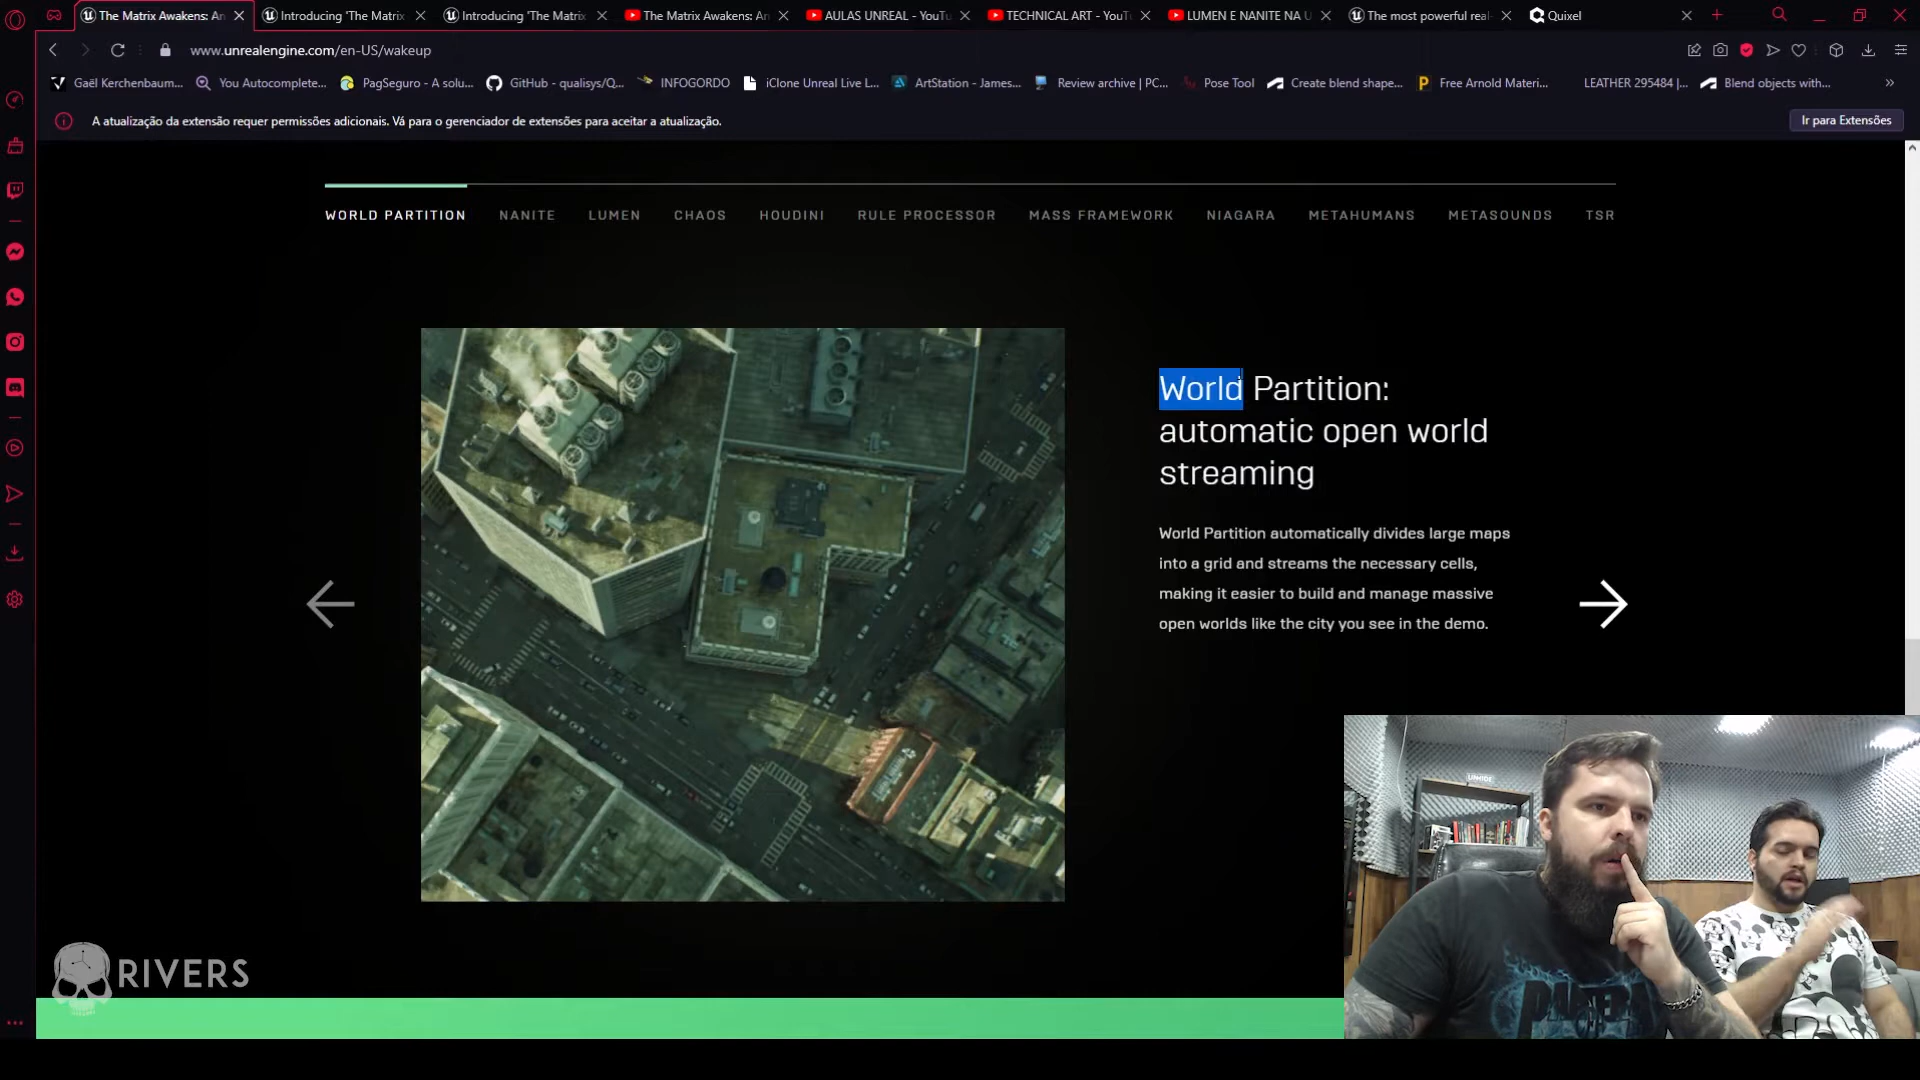 The Matrix Awakens: An
Introducing 'The Matrix
Introducing 'The Matrix
The Matrix Awakens: An
AULAS UNREAL - YouTu
TECHNICAL ART - YouTu
LUMEN E NANITE NA U
The most powerful real-
Quixel
www.unrealengine.com/en-US/wakeup
Gaël Kerchenbaum...
You Autocomplete...
PagSeguro - A solu...
GitHub - qualisys/Q...
INFOGORDO
iClone Unreal Live L...
ArtStation - James...
Review archive | PC...
Pose Tool
Create blend shape...
Free Arnold Materi...
LEATHER 295484 |...
Blend objects with...
A atualização da extensão requer permissões adicionais. Vá para o gerenciador de extensões para aceitar a atualização.
Ir para Extensões
WORLD PARTITION
NANITE
LUMEN
CHAOS
HOUDINI
RULE PROCESSOR
MASS FRAMEWORK
NIAGARA
METAHUMANS
METASOUNDS
TSR
World Partition:
automatic open world
streaming
World Partition automatically divides large maps
into a grid and streams the necessary cells,
making it easier to build and manage massive
open worlds like the city you see in the demo.
RIVERS